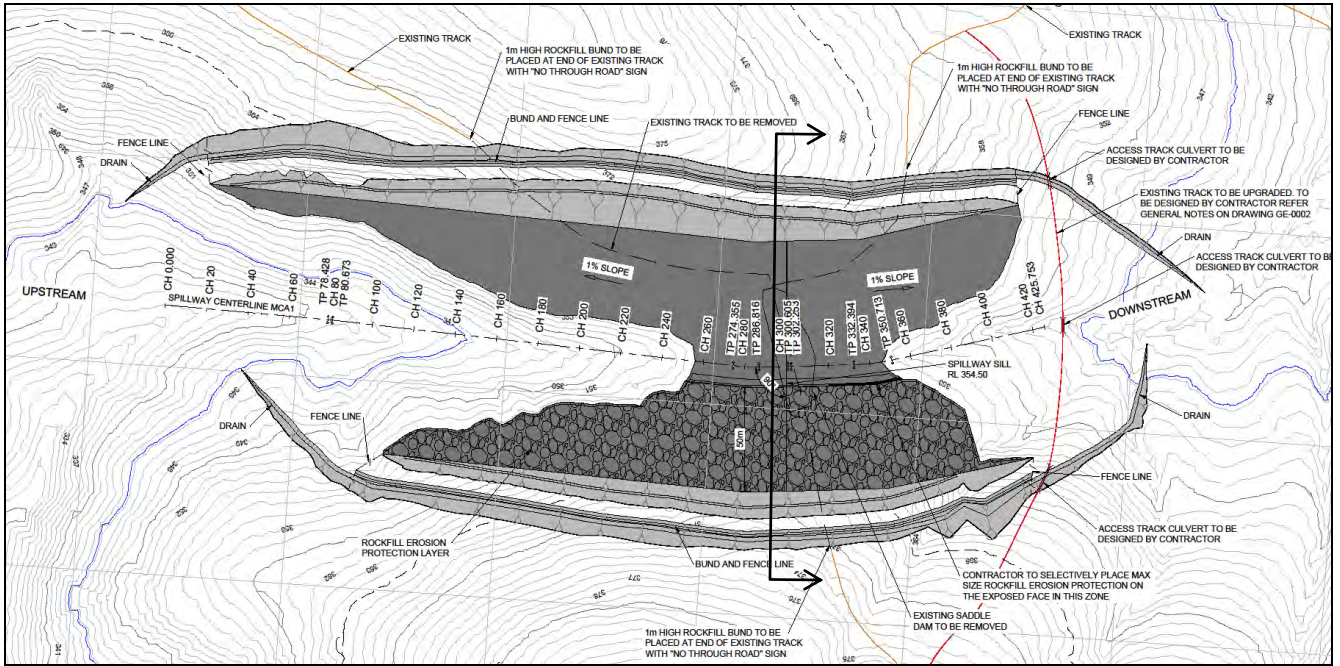 EXISTING TRACK
1m HIGH ROCKFILL BUND TO BE
PLACED AT END OF EXISTING TRACK
WITH "NO THROUGH ROAD" SIGN
EXISTING TRACK
1m HIGH ROCKFILL BUND TO BE
PLACED AT END OF EXISTING TRACK
WITH "NO THROUGH ROAD" SIGN
BUND AND FENCE LINE
EXISTING TRACK TO BE REMOVED
FENCE LINE
FENCE LINE
DRAIN
ACCESS TRACK CULVERT TO BE
DESIGNED BY CONTRACTOR
EXISTING TRACK TO BE UPGRADED. TO
BE DESIGNED BY CONTRACTOR REFER
GENERAL NOTES ON DRAWING GE-0002
DRAIN
ACCESS TRACK CULVERT TO BE
DESIGNED BY CONTRACTOR
UPSTREAM
DOWNSTREAM
SPILLWAY CENTERLINE MCA1
1% SLOPE
1% SLOPE
CH 0.000
CH 20
CH 40
CH 60
TP 78.428
CH 80
TP 80.673
CH 100
CH 120
CH 140
CH 160
CH 180
CH 200
CH 220
CH 240
CH 260
TP 274.355
CH 280
TP 286.816
CH 300
TP 300.605
TP 302.253
CH 320
TP 332.394
CH 340
TP 350.713
CH 360
CH 380
CH 400
CH 420
CH 425.753
SPILLWAY SILL
RL 354.50
50m
DRAIN
FENCE LINE
DRAIN
FENCE LINE
ROCKFILL EROSION
PROTECTION LAYER
BUND AND FENCE LINE
ACCESS TRACK CULVERT TO BE
DESIGNED BY CONTRACTOR
CONTRACTOR TO SELECTIVELY PLACE MAX
SIZE ROCKFILL EROSION PROTECTION ON
THE EXPOSED FACE IN THIS ZONE
EXISTING SADDLE
DAM TO BE REMOVED
1m HIGH ROCKFILL BUND TO BE
PLACED AT END OF EXISTING TRACK
WITH "NO THROUGH ROAD" SIGN
375
372
358
347
342
377
378
376